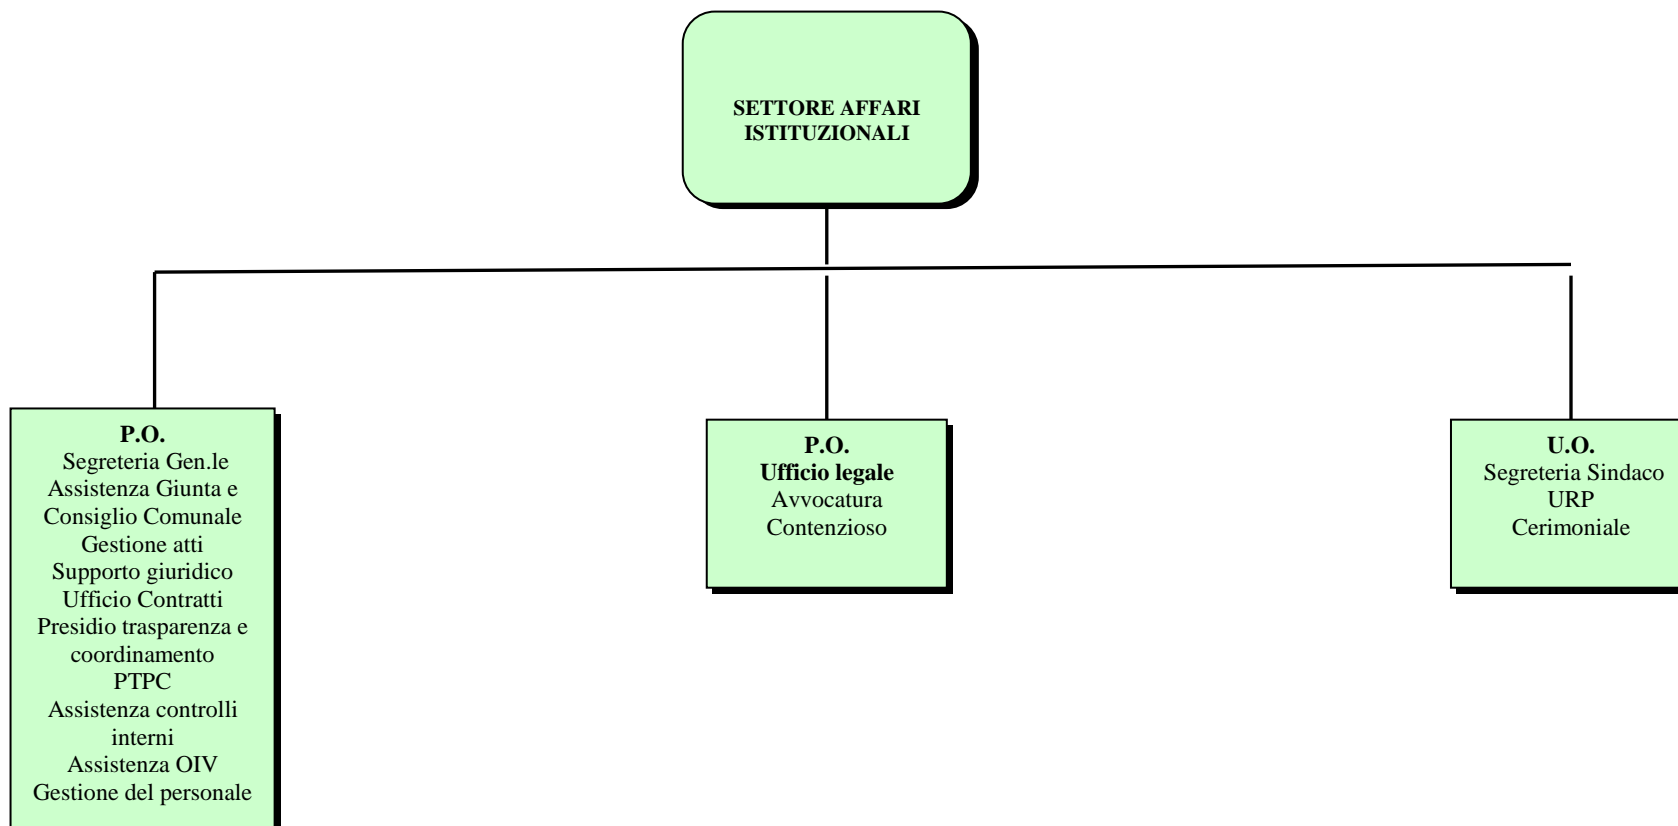 SETTORE AFFARI
ISTITUZIONALI
P.O.
Segreteria Gen.le
Assistenza Giunta e
Consiglio Comunale
Gestione atti
Supporto giuridico
Ufficio Contratti
Presidio trasparenza e
coordinamento
PTPC
Assistenza controlli
interni
Assistenza OIV
Gestione del personale
P.O.
Ufficio legale
Avvocatura
Contenzioso
U.O.
Segreteria Sindaco
URP
Cerimoniale